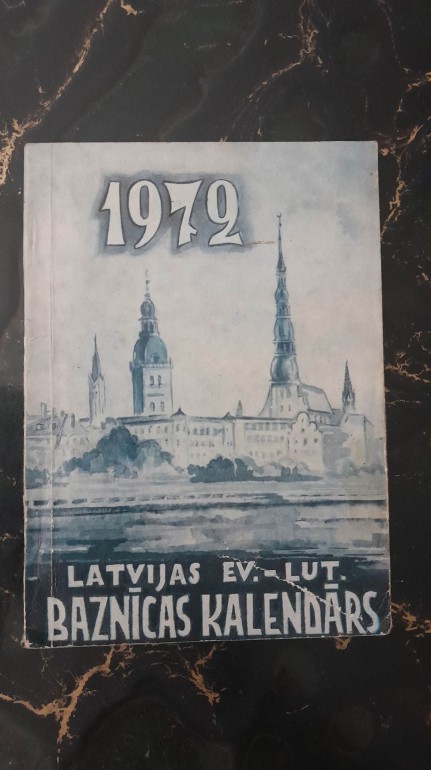 1972
LATVIJAS EV.-LUT.
BAZNĪCAS KALENDĀRS